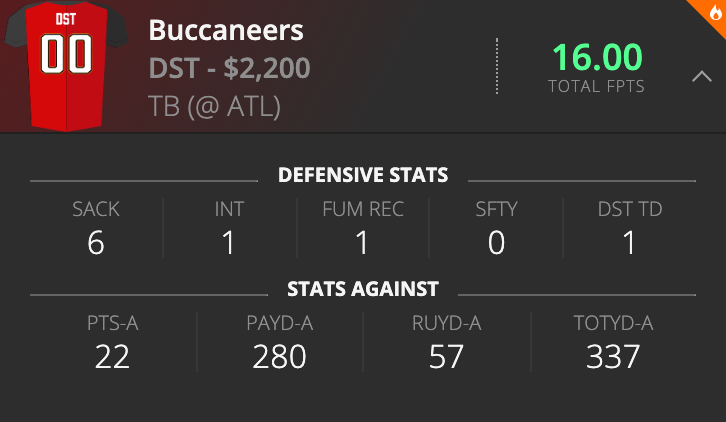 DST
00
Buccaneers
DST - $2,200
TB (@ ATL)
16.00
TOTAL FPTS
DEFENSIVE STATS
SACK INT FUM REC SFTY DST TD
6 1 1 0 1
STATS AGAINST
PTS-A PAYD-A RUYD-A TOTYD-A
22 280 57 337